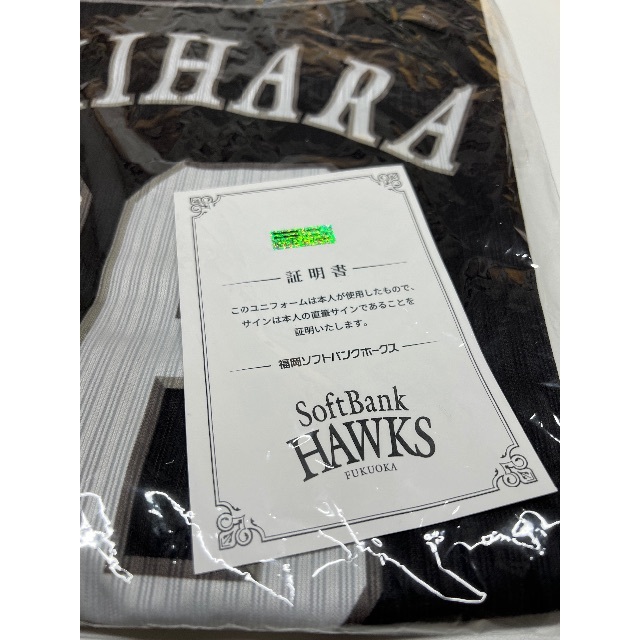 IHARA
証明書
このユニフォームは本人が使用したもので、
サインは本人の直筆サインであることを
証明いたします。
福岡ソフトバンクホークス
SoftBank
HAWKS
FUKUOKA